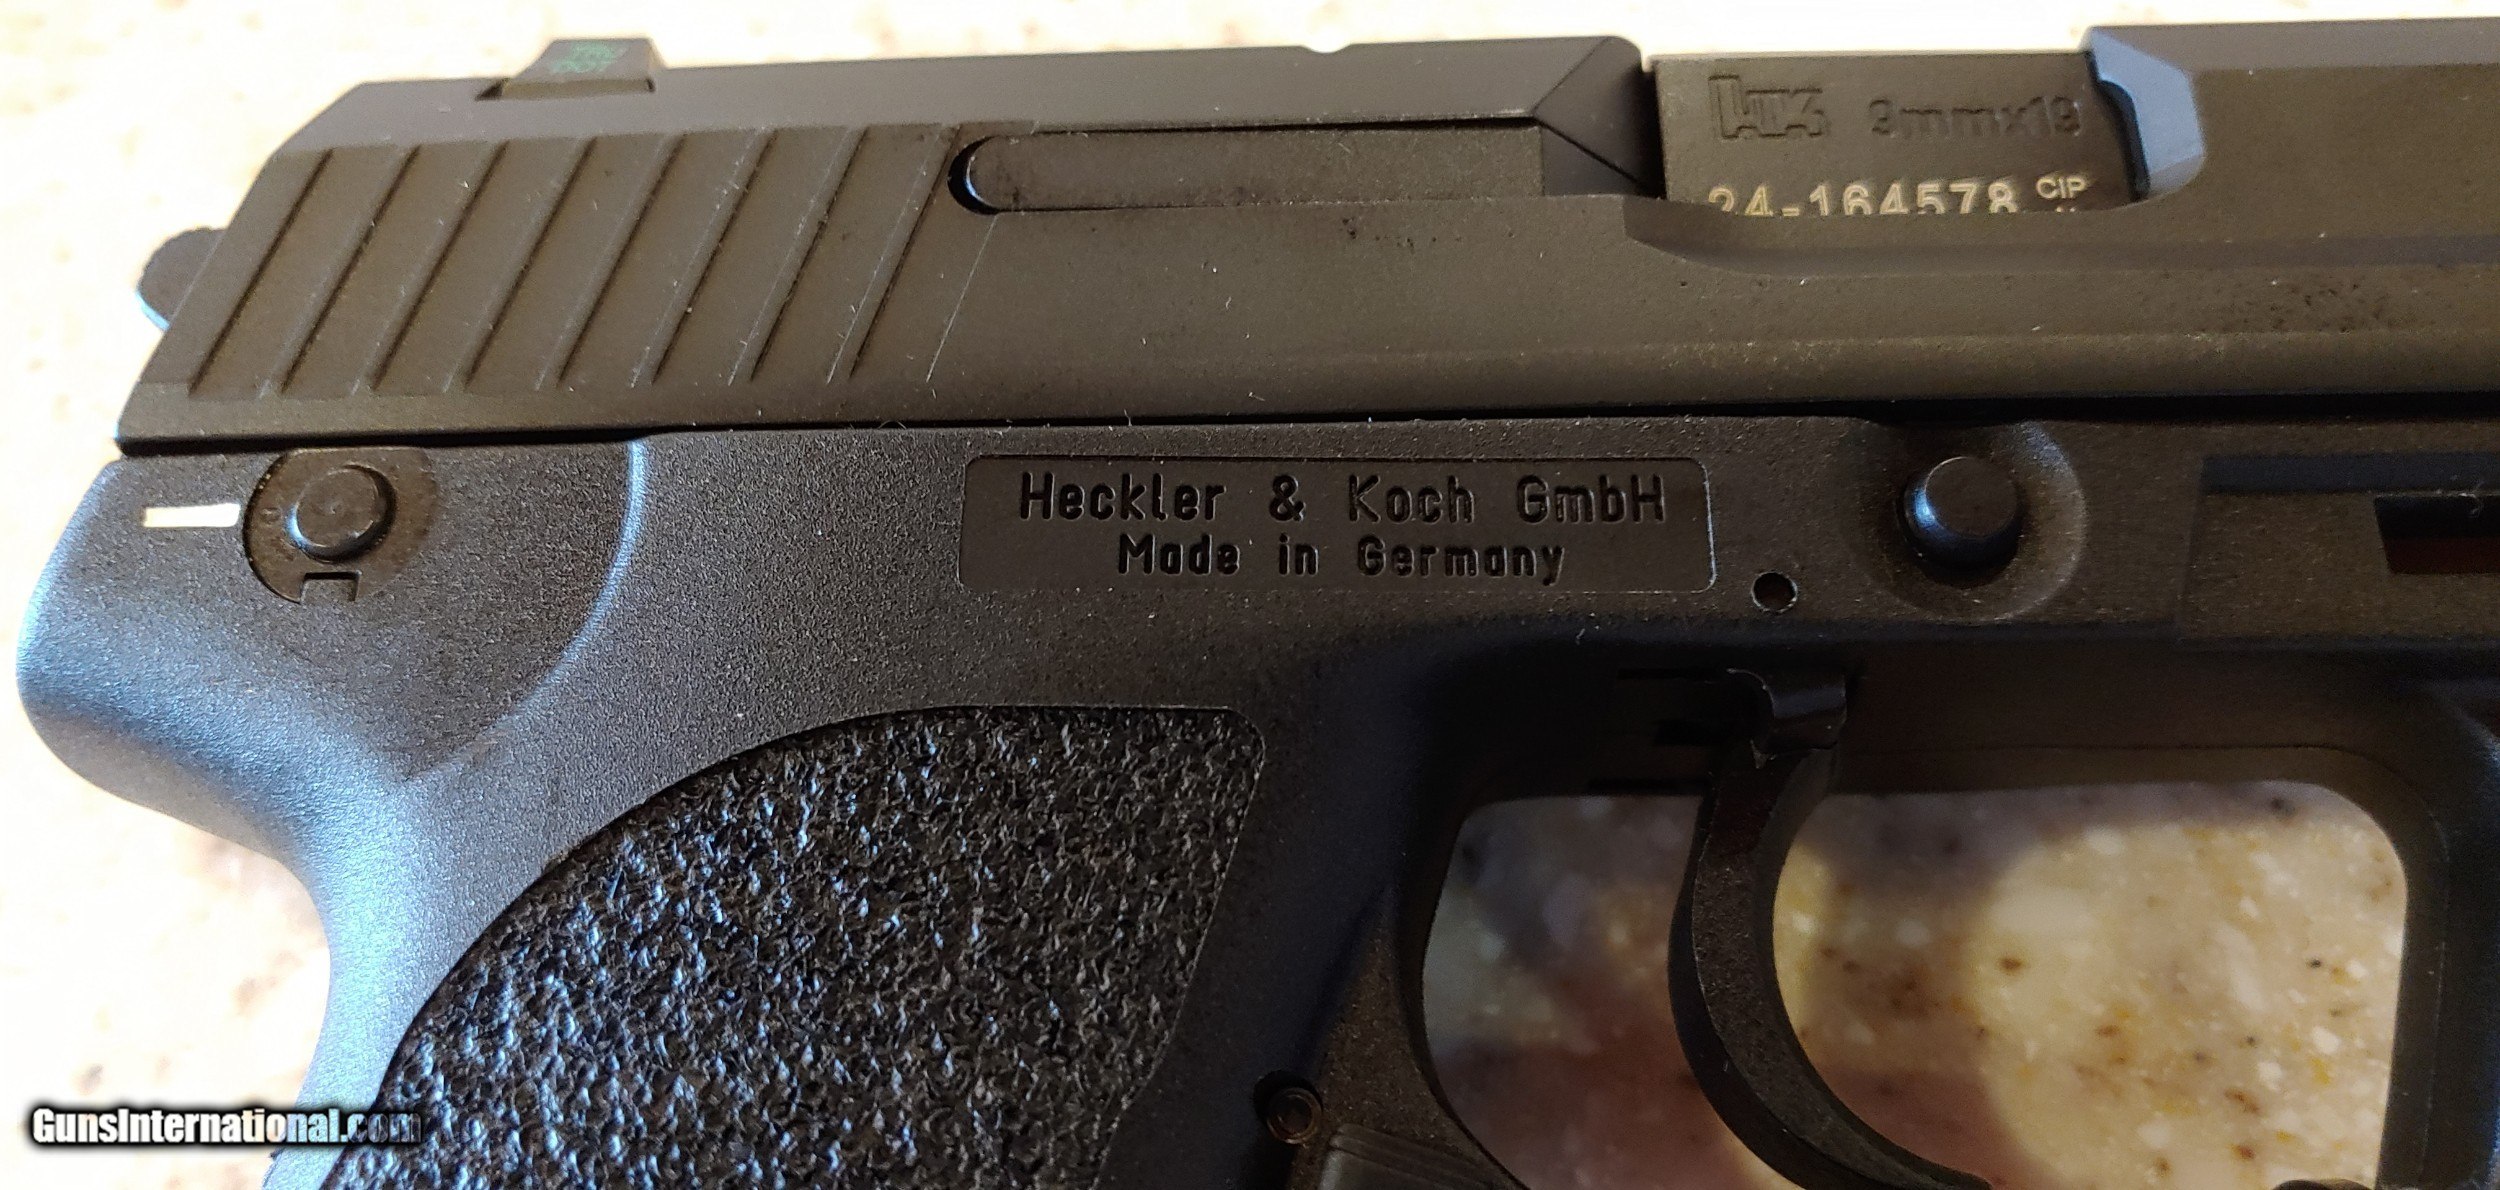 HK 9mmx19
24-164578 CIP
Heckler & Koch GmbH
Made in Germany
GunsInternational.com